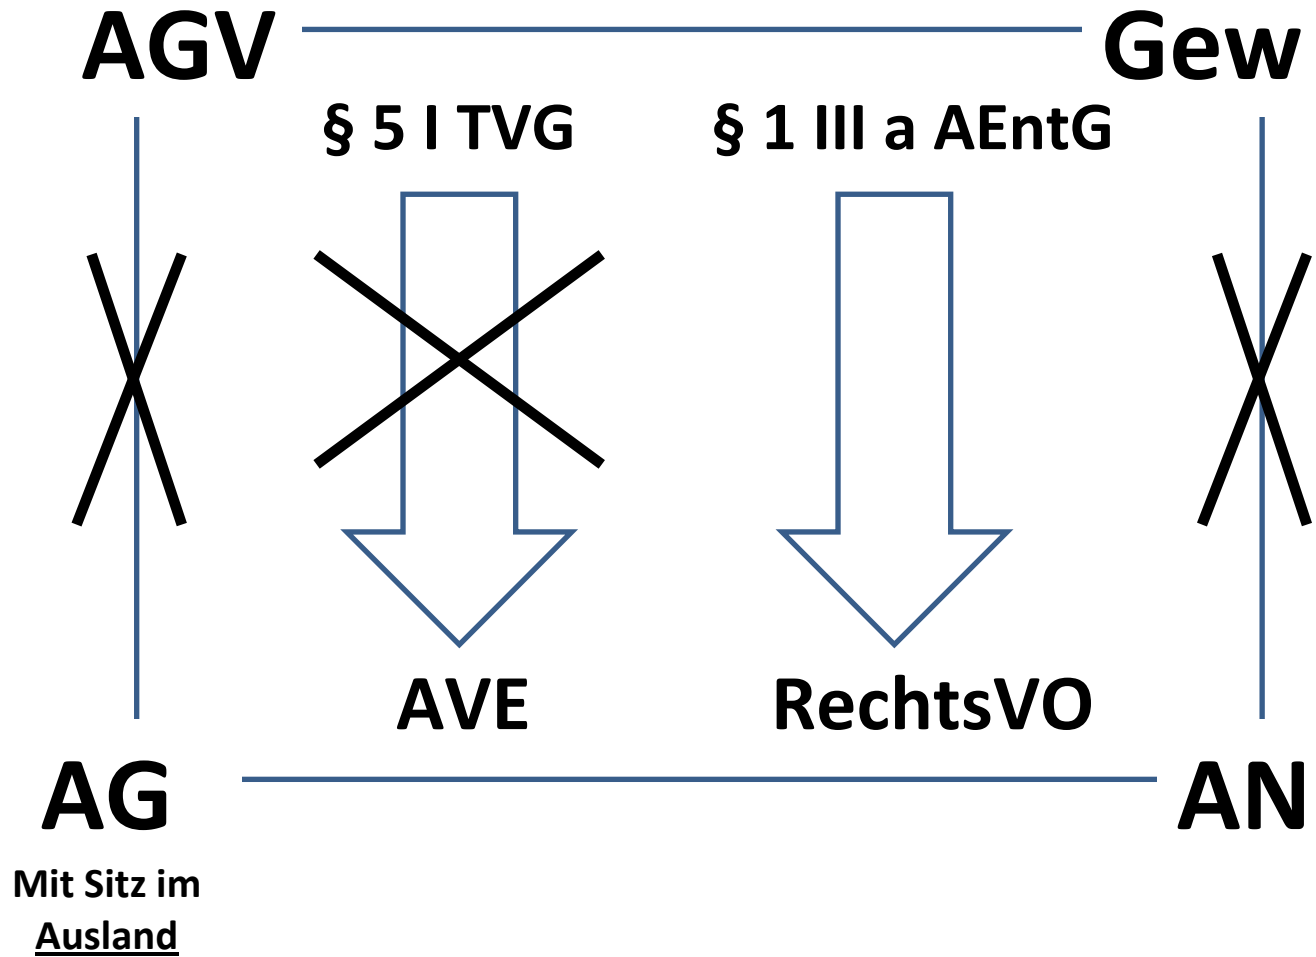 AGV
Gew
§ 5 I TVG
§ 1 III a AEntG
AVE
RechtsVO
AG
AN
Mit Sitz im
Ausland